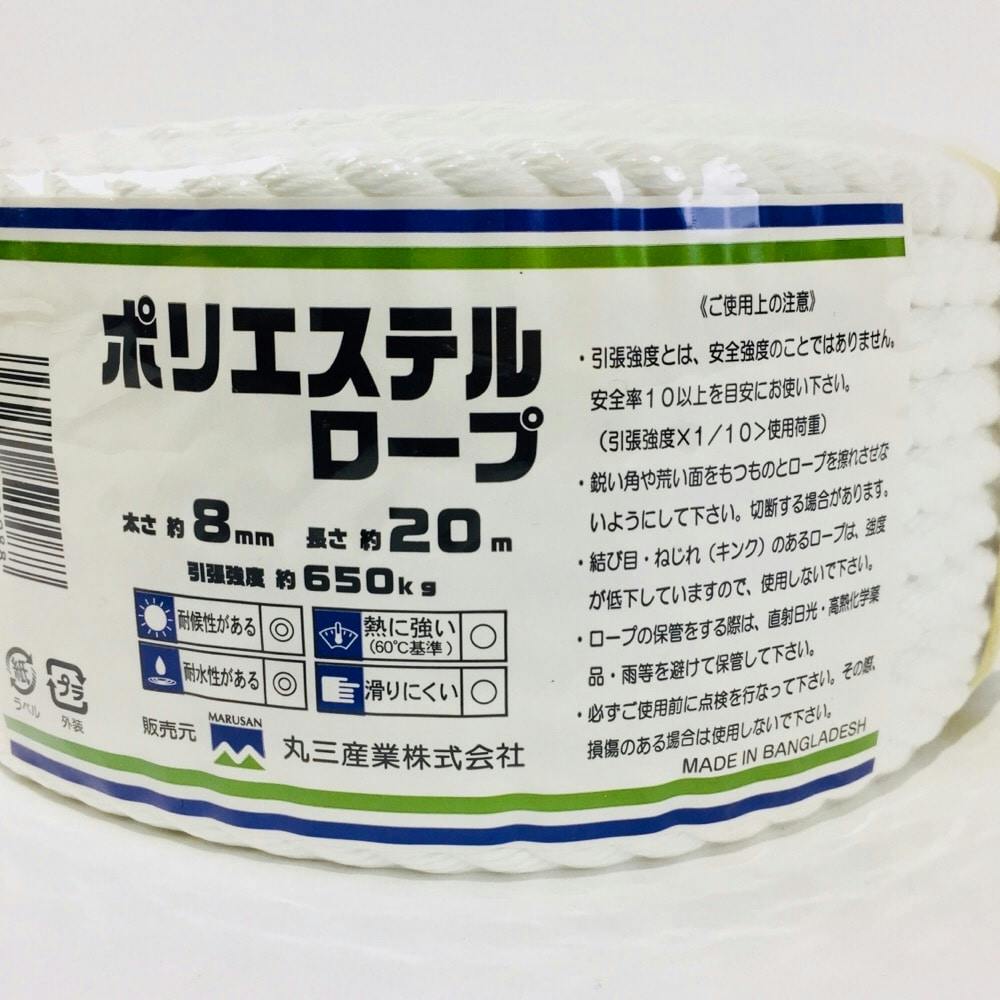 ポリエステル
ロープ
太さ 約 8mm 長さ 約 20m
引張強度 約 650kg
耐候性がある ◎
熱に強い ○
(60℃基準)
耐水性がある ◎
滑りにくい ○
紙
ラベル
プラ
外装
販売元
MARUSAN
丸三産業株式会社
《ご使用上の注意》
・引張強度とは、安全強度のことではありません。
安全率10以上を目安にお使い下さい。
(引張強度×1/10>使用荷重)
・鋭い角や荒い面をもつものとロープを擦れさせな
いようにして下さい。切断する場合があります。
・結び目・ねじれ(キンク)のあるロープは、強度
が低下していますので、使用しないで下さい。
・ロープの保管をする際は、直射日光・高熱化学薬
品・雨等を避けて保管して下さい。
・必ずご使用前に点検を行なって下さい。その際、
損傷のある場合は使用しないで下さい。
MADE IN BANGLADESH